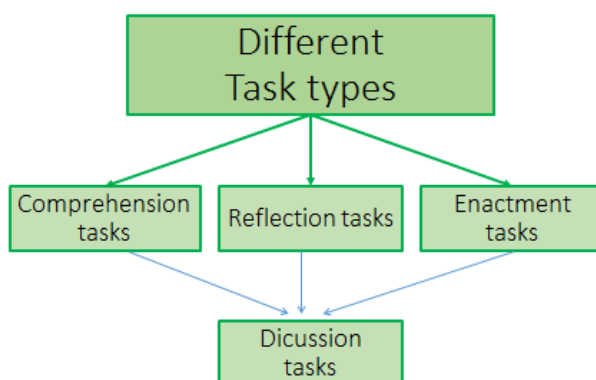 Different
Task types
Comprehension
tasks
Reflection tasks
Enactment
tasks
Dicussion
tasks